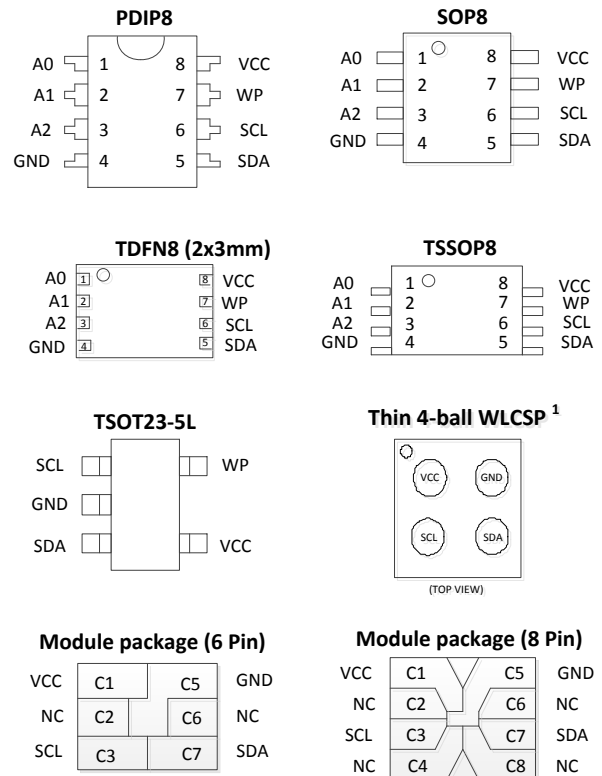 PDIP8
A0 1 8 VCC
A1 2 7 WP
A2 3 6 SCL
GND 4 5 SDA
SOP8
A0 1 8 VCC
A1 2 7 WP
A2 3 6 SCL
GND 4 5 SDA
TDFN8 (2x3mm)
A0 1 8 VCC
A1 2 7 WP
A2 3 6 SCL
GND 4 5 SDA
TSSOP8
A0 1 8 VCC
A1 2 7 WP
A2 3 6 SCL
GND 4 5 SDA
TSOT23-5L
SCL WP
GND
SDA VCC
Thin 4-ball WLCSP 1
VCC GND
SCL SDA
(TOP VIEW)
Module package (6 Pin)
VCC C1 C5 GND
NC C2 C6 NC
SCL C3 C7 SDA
Module package (8 Pin)
VCC C1 C5 GND
NC C2 C6 NC
SCL C3 C7 SDA
NC C4 C8 NC